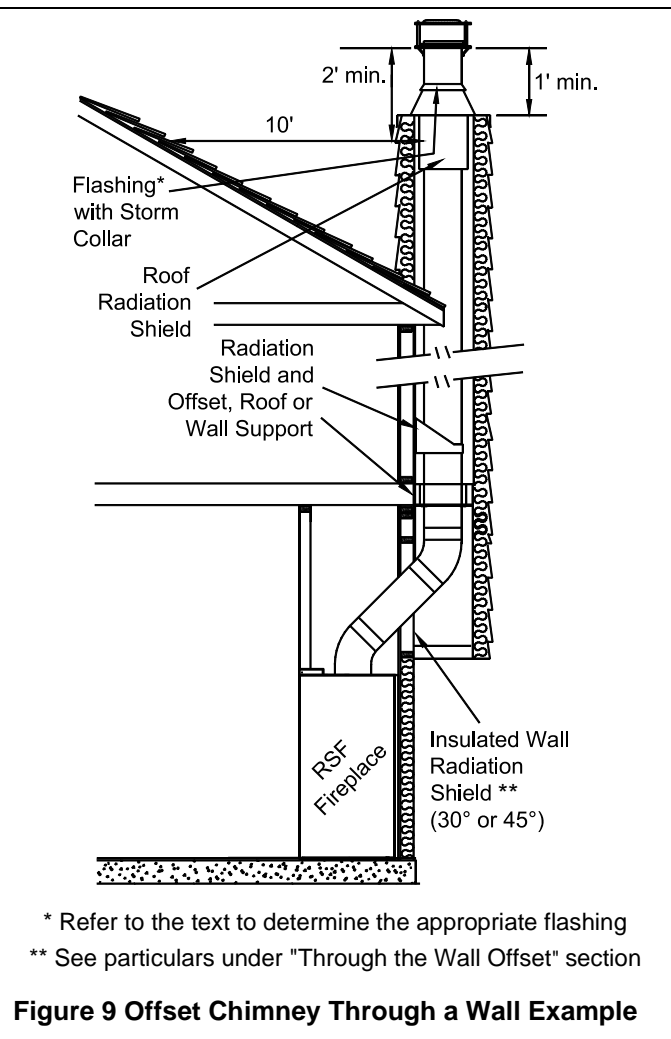 2' min.
1' min.
10'
Flashing*
with Storm
Collar
Roof
Radiation
Shield
Radiation
Shield and
Offset, Roof or
Wall Support
RSF
Fireplace
Insulated Wall
Radiation
Shield **
(30° or 45°)
* Refer to the text to determine the appropriate flashing
** See particulars under "Through the Wall Offset" section
Figure 9 Offset Chimney Through a Wall Example